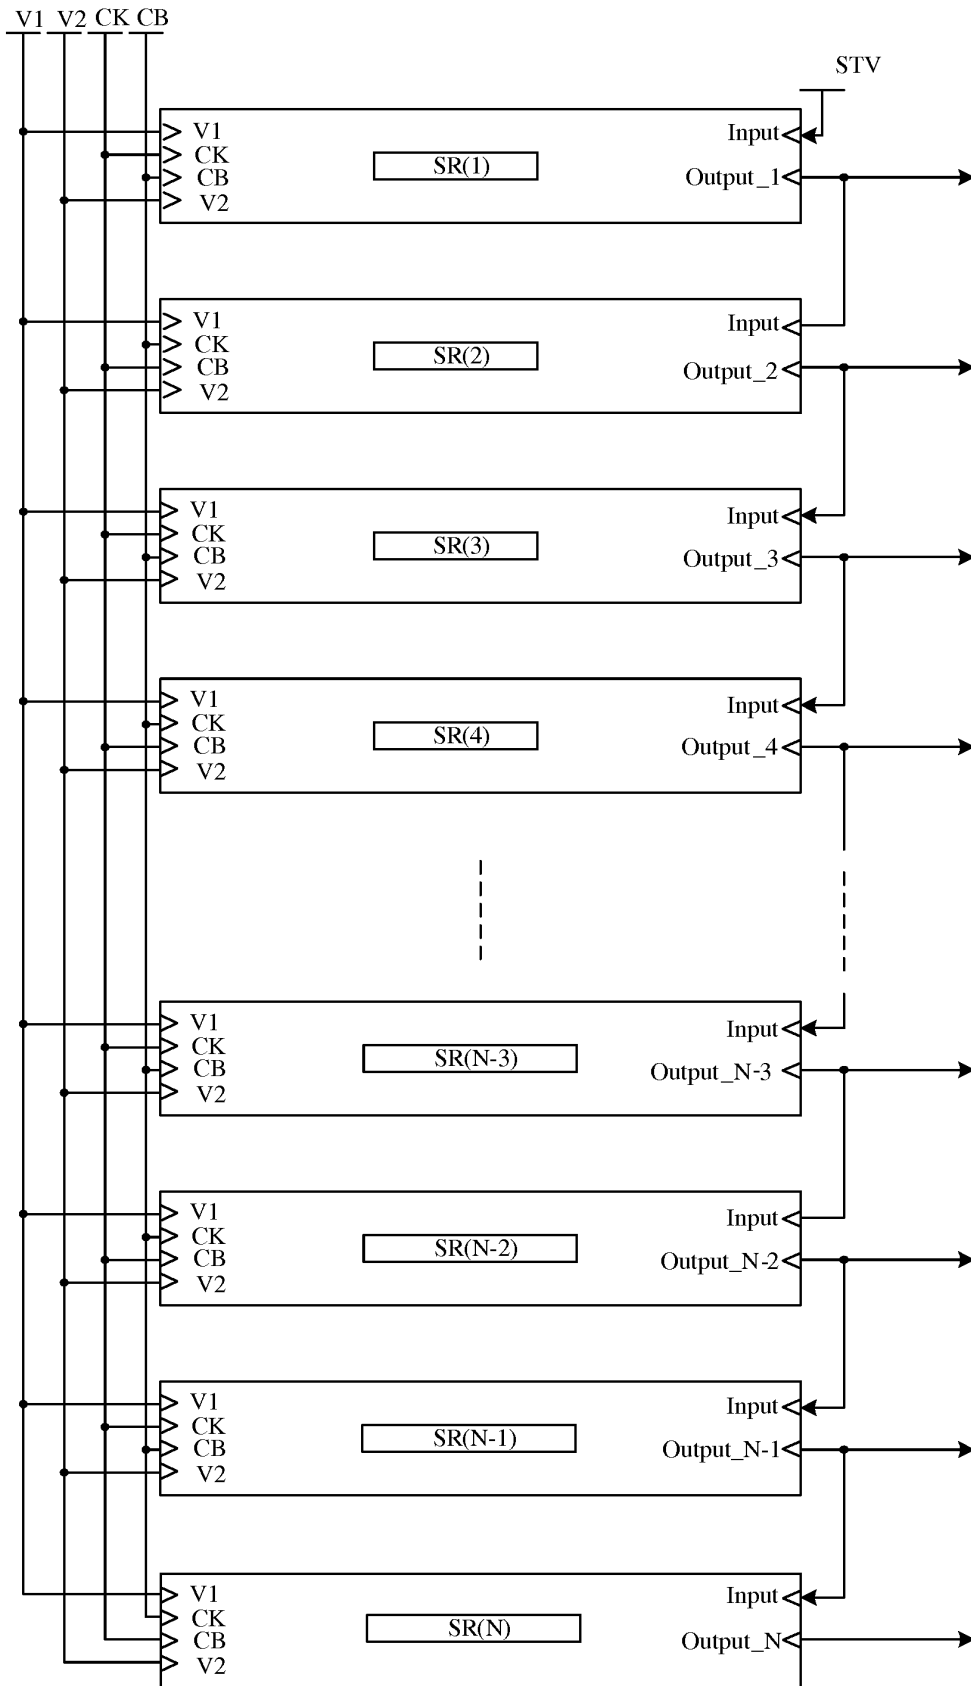 V1 V2 CK CB
STV
V1
CK
CB
V2
SR(1)
Input
Output_1
V1
CK
CB
V2
SR(2)
Input
Output_2
V1
CK
CB
V2
SR(3)
Input
Output_3
V1
CK
CB
V2
SR(4)
Input
Output_4
V1
CK
CB
V2
SR(N-3)
Input
Output_N-3
V1
CK
CB
V2
SR(N-2)
Input
Output_N-2
V1
CK
CB
V2
SR(N-1)
Input
Output_N-1
V1
CK
CB
V2
SR(N)
Input
Output_N